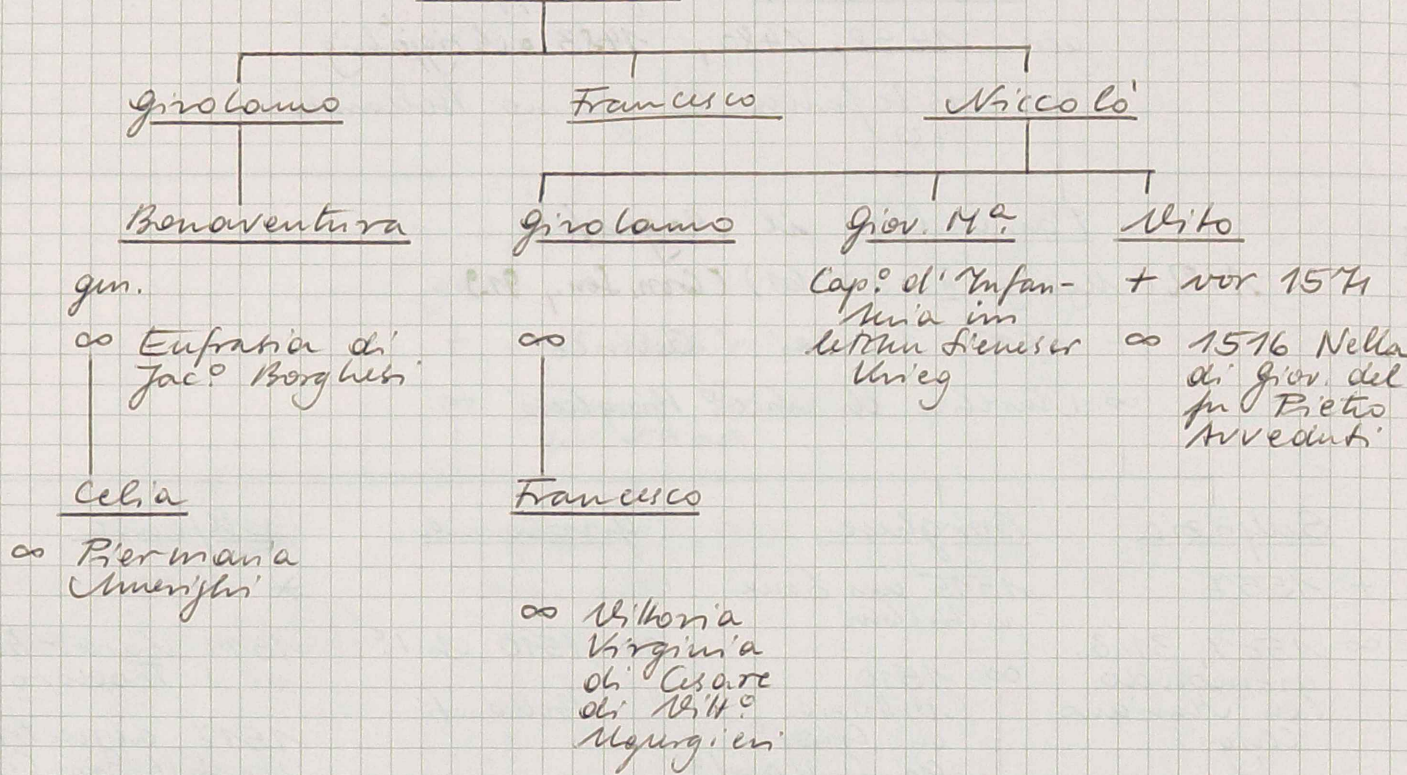 Girolamo
Francesco
Niccolò
Bonaventura
Girolamo
Giov. Mª.
Vito
gen.
∞ Eufrasia di
Jac.º Borghesi
∞
Cap.º d'Infan-
teria im
letzten Sieneser
Krieg
+ vor 1571
∞ 1516 Nella
di Giov. del
fu Pietro
Avveduti
Celia
∞ Piermaria
Amerighi
Francesco
∞ Vittoria
Virginia
di Cesare
di Vitt.º
Ugurgieri